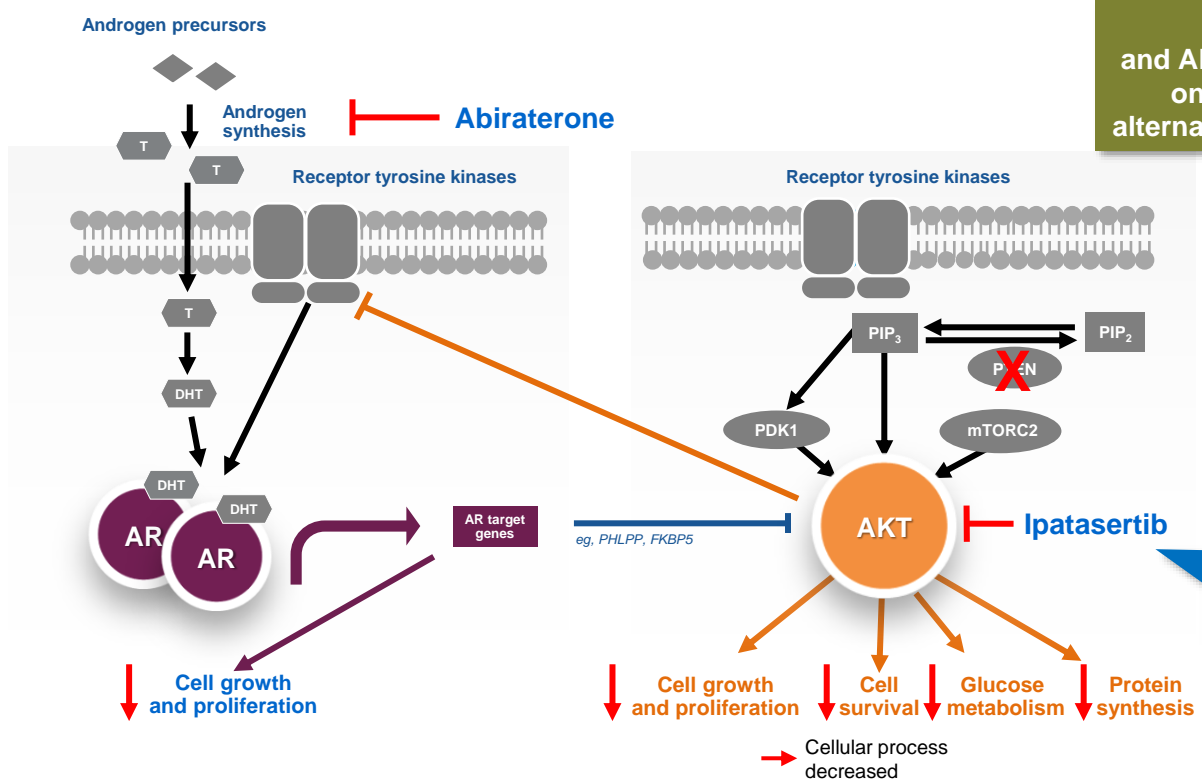 Androgen precursors
and Al
on
alterna
Androgen
synthesis
Abiraterone
T
T
Receptor tyrosine kinases
Receptor tyrosine kinases
T
PIP3
PIP2
DHT
PDK1
mTORC2
DHT
DHT
AR
AR
AR target
genes
eg, PHLPP, FKBP5
AKT
Ipatasertib
Cell growth
and proliferation
Cell growth
and proliferation
Cell
survival
Glucose
metabolism
Protein
synthesis
Cellular process
decreased